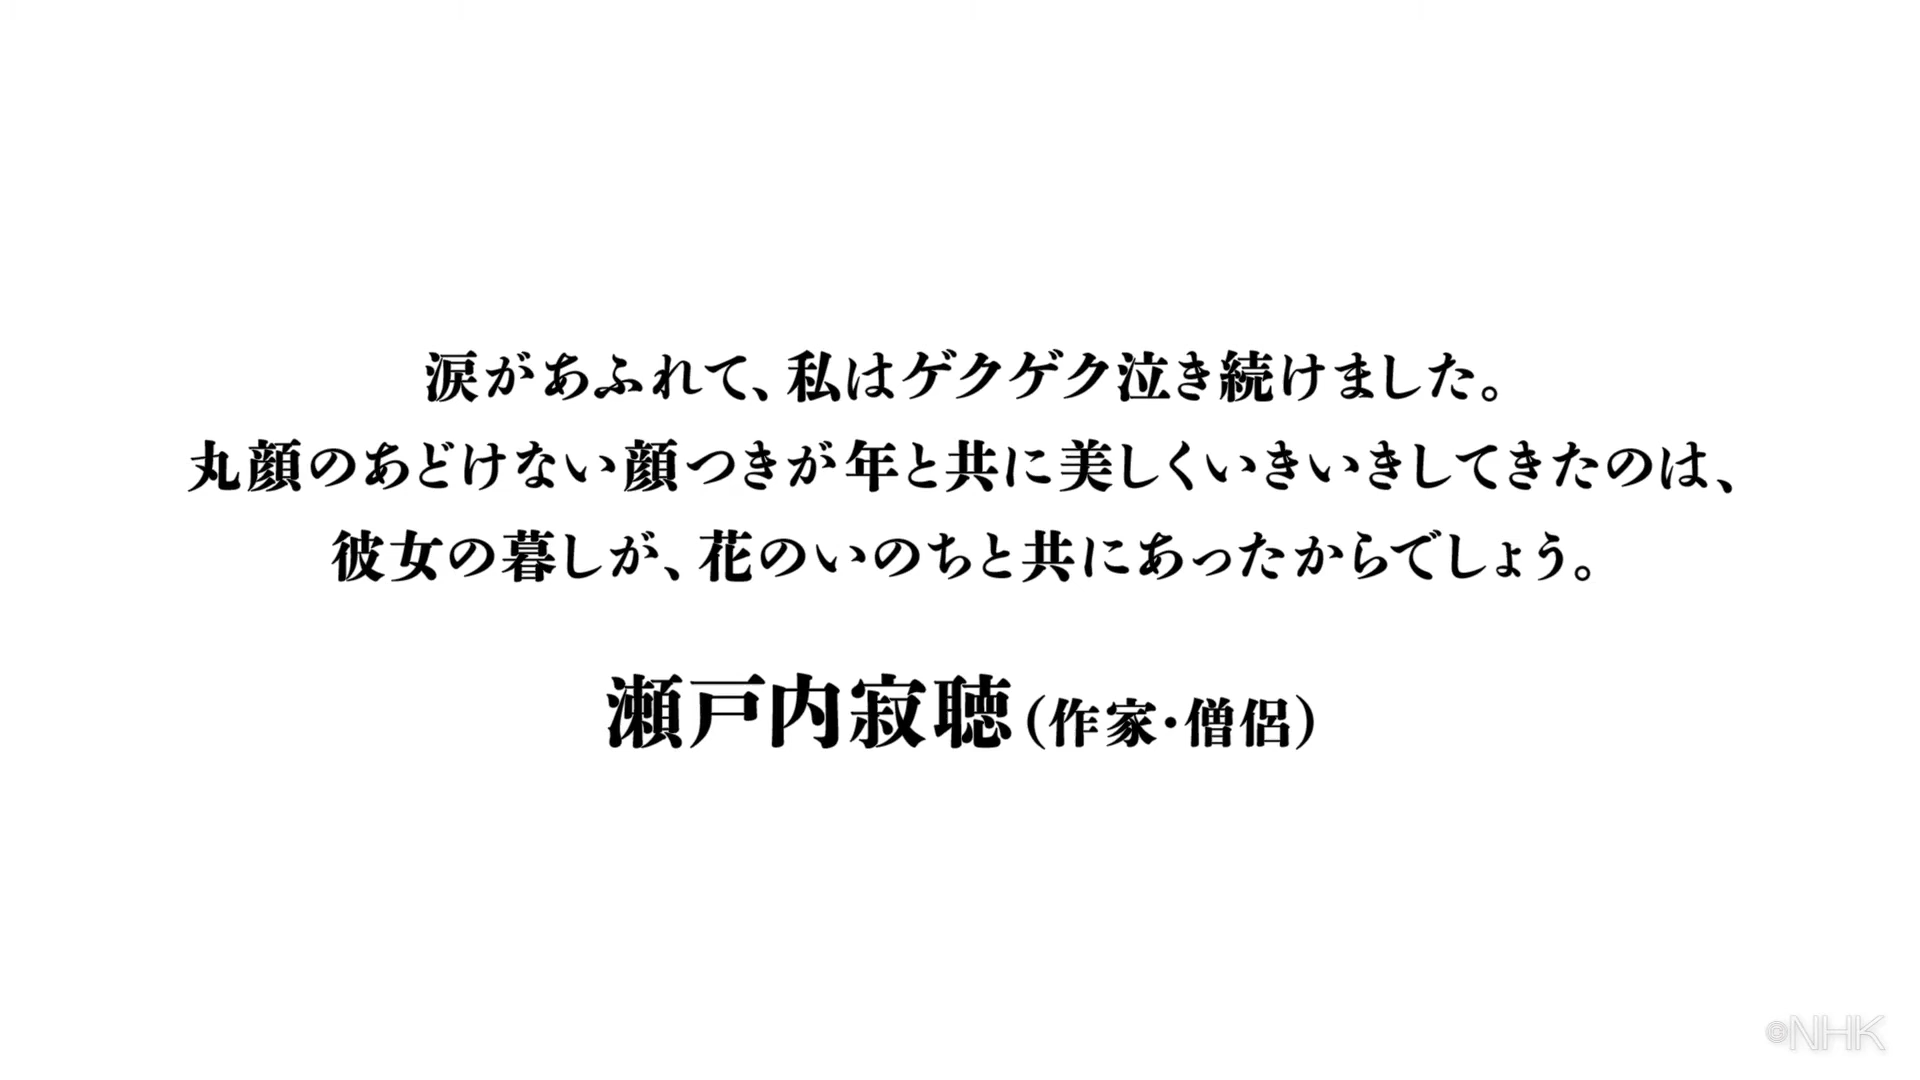 涙があふれて、私はゲクゲク泣き続けました。
丸顔のあどけない顔つきが年と共に美しくいきいきしてきたのは、
彼女の暮しが、花のいのちと共にあったからでしょう。
瀬戸内寂聴(作家・僧侶)
©NHK